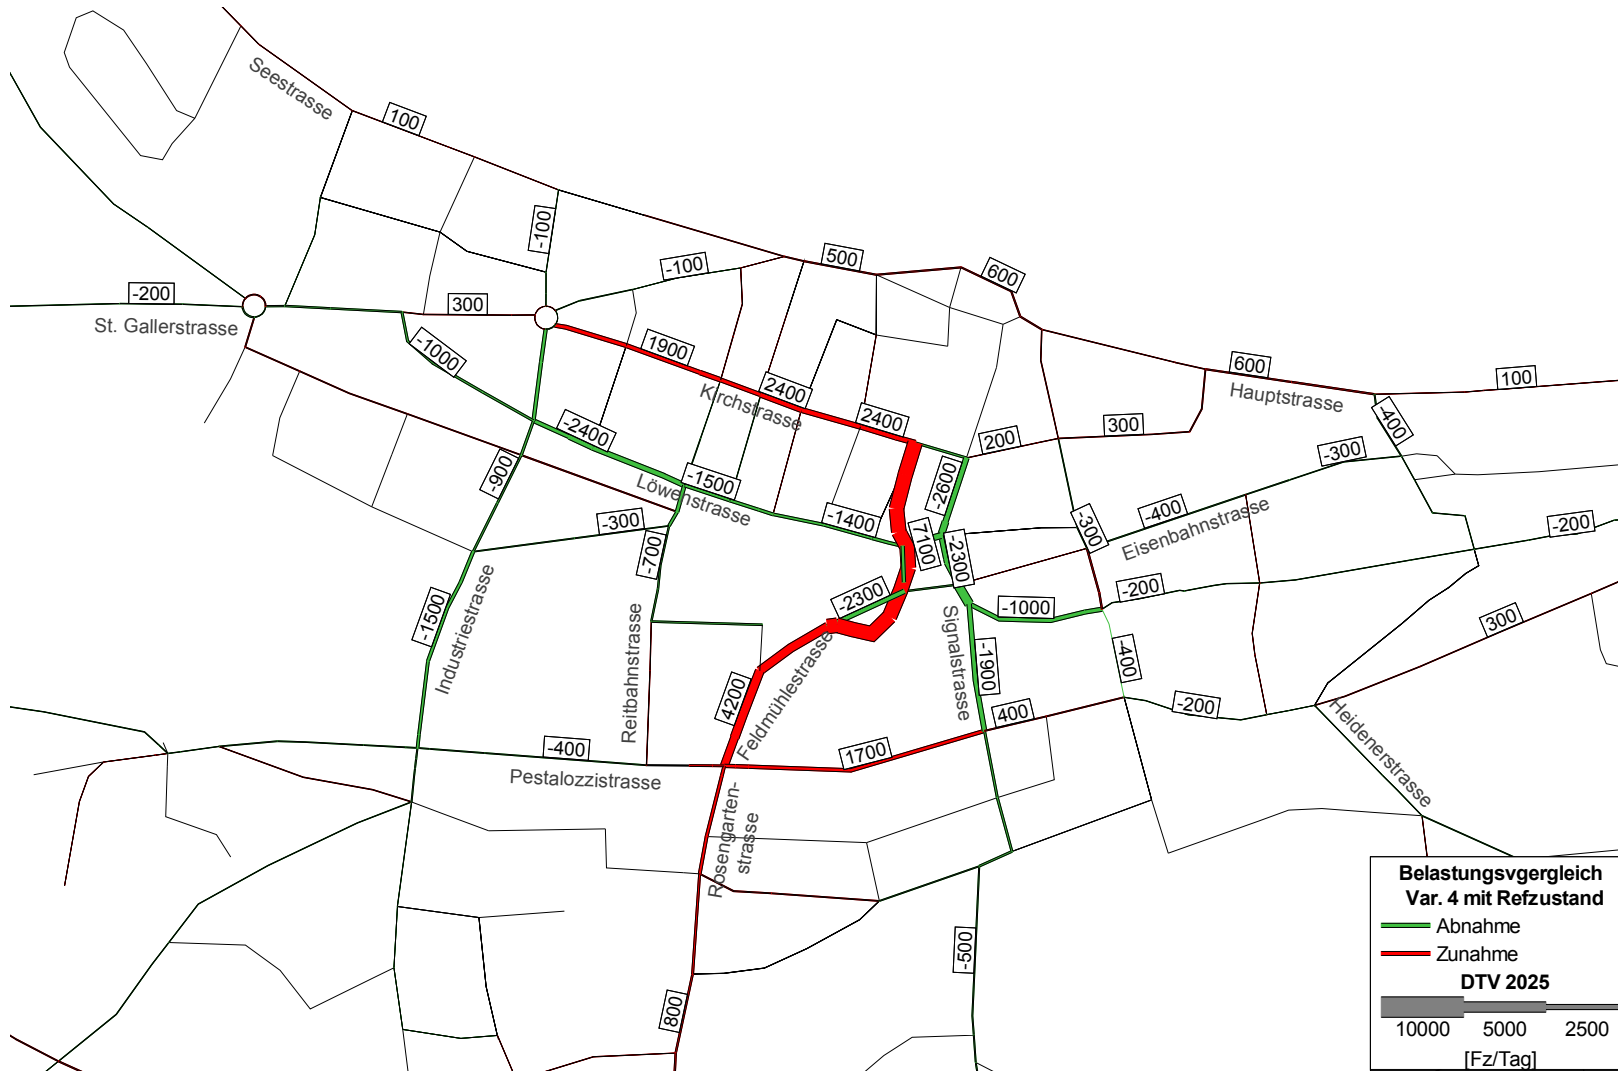 Seestrasse
100
-100
500
-100
600
-200
300
St. Gallerstrasse
-1000
1900
2400
Kirchstrasse
2400
600
100
Hauptstrasse
-400
200
300
-300
-2400
-900
-1500
Löwenstrasse
-2600
-1400
-300
-700
7100
-2300
-300
-400
Eisenbahnstrasse
-200
-1500
Industriestrasse
Reitbahnstrasse
-2300
Feldmühlestrasse
4200
Signalstrasse
-1000
-200
-1900
-400
300
400
-200
Heidenerstrasse
-400
Pestalozzistrasse
1700
Rosengarten-
strasse
-500
800
Belastungsvgergleich
Var. 4 mit Refzustand
Abnahme
Zunahme
DTV 2025
10000 5000 2500
[Fz/Tag]